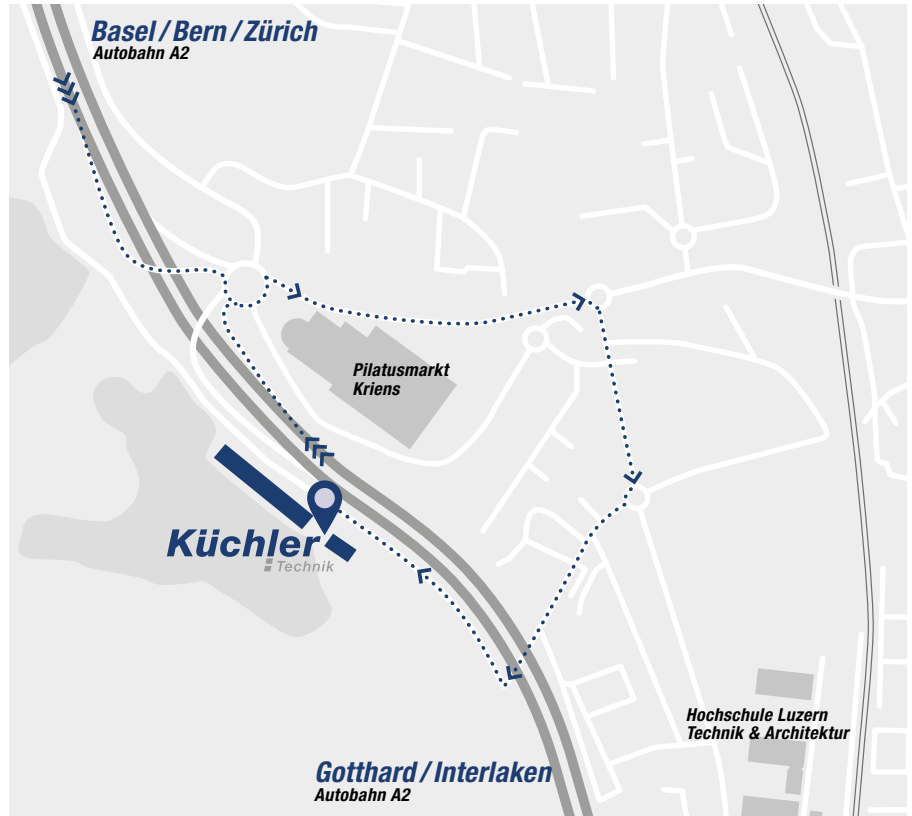 Basel / Bern / Zürich
Autobahn A2
Pilatusmarkt
Kriens
Küchler
Technik
Hochschule Luzern
Technik & Architektur
Gotthard / Interlaken
Autobahn A2